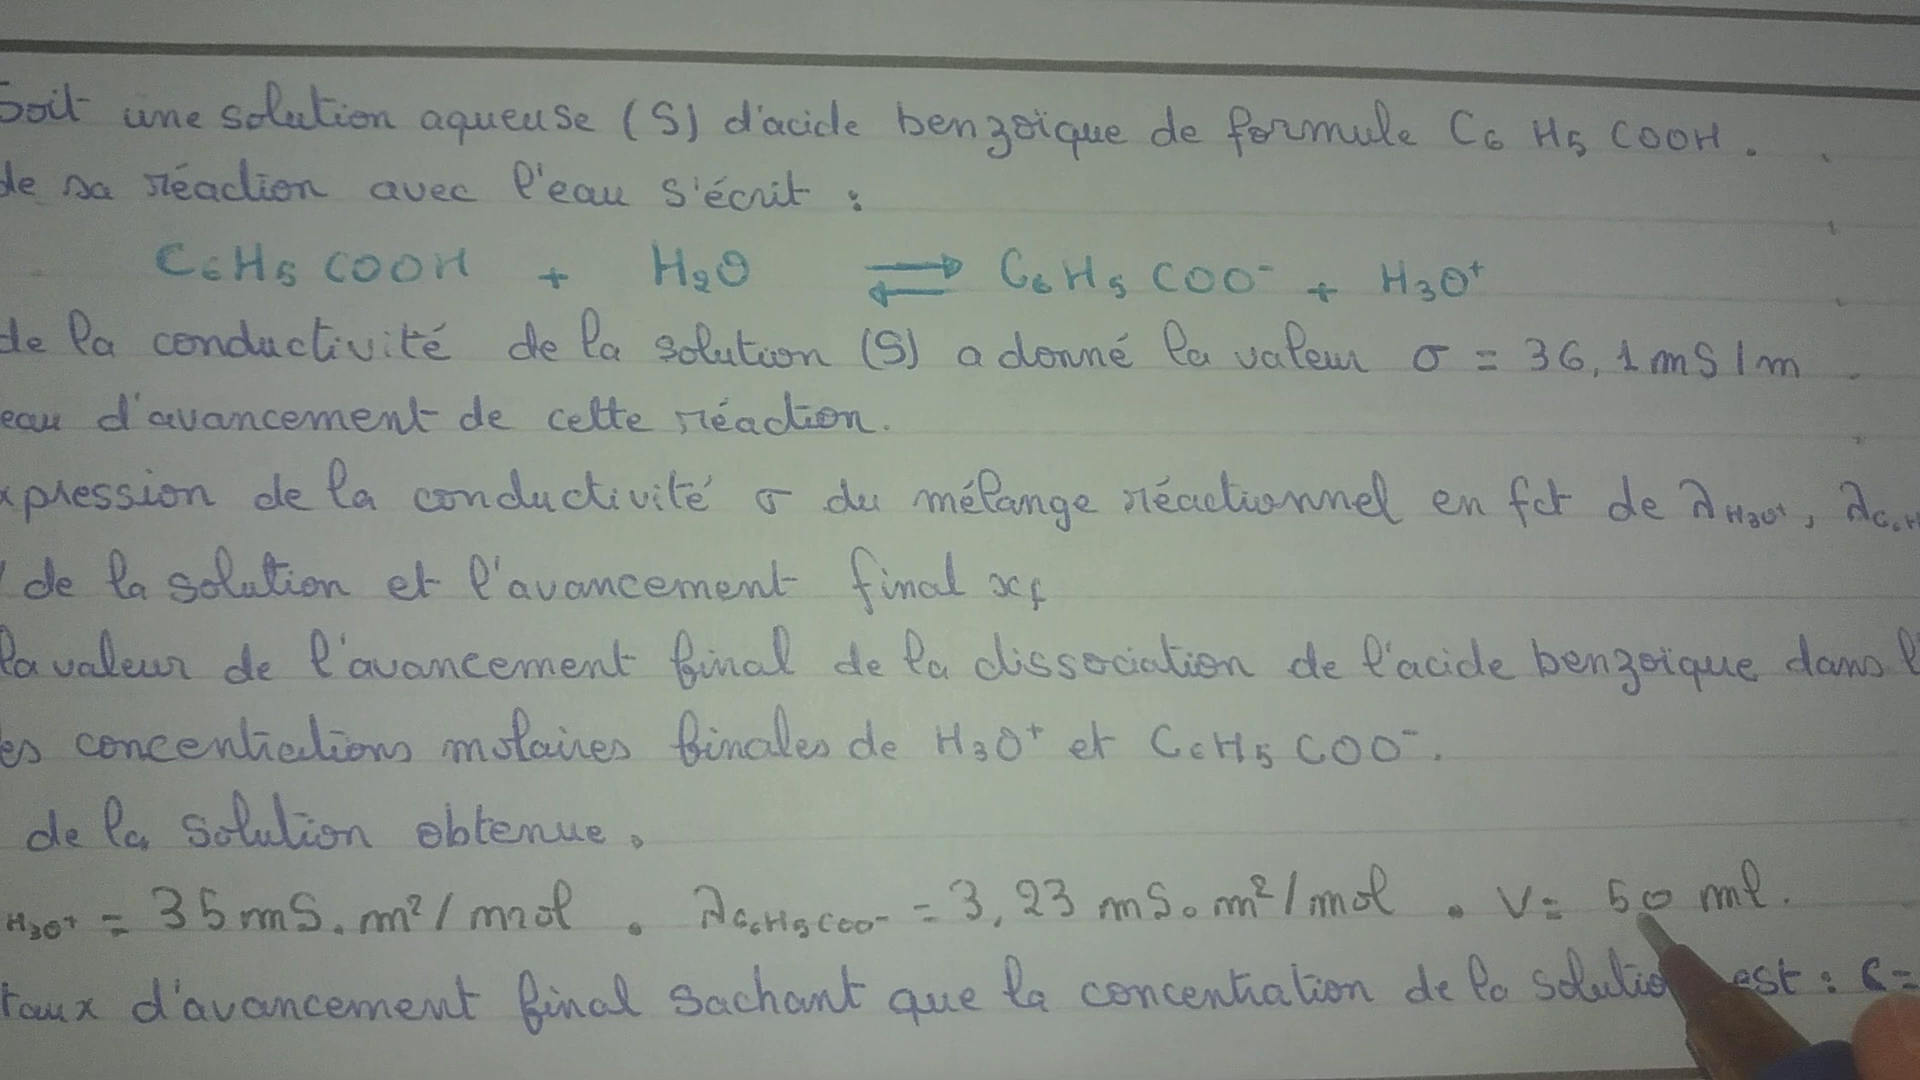 Soit une solution aqueuse (S) d'acide benzoïque de formule C6 H5 COOH.
de sa réaction avec l'eau s'écrit :
C6H5 COOH + H2O ⇌ C6H5 COO- + H3O+
de la conductivité de la solution (S) a donné la valeur σ = 36,1 mS/m
eau d'avancement de cette réaction.
xpression de la conductivité σ du mélange réactionnel en fct de λH3O+, λC6H
de la solution et l'avancement final xf
la valeur de l'avancement final de la dissociation de l'acide benzoïque dans l'
es concentrations molaires finales de H3O+ et C6H5 COO-.
de la solution obtenue.
H3O+ = 35 mS.m²/mol . λC6H5COO- = 3,23 mS.m²/mol . V= 50 ml.
taux d'avancement final sachant que la concentration de la solution est : C=